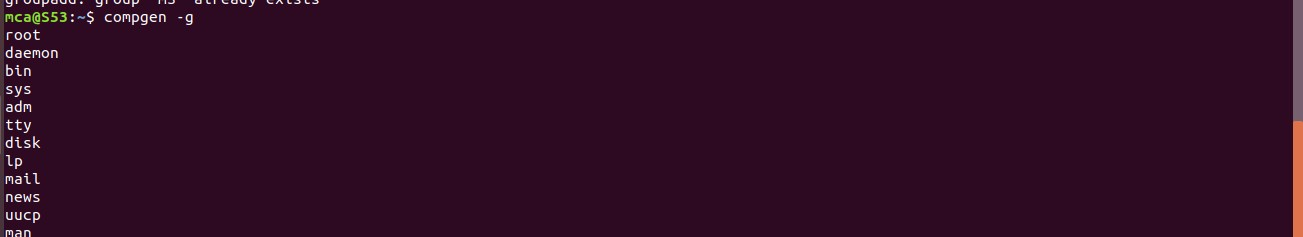 groupadd: group 'MS' already exists
mca@S53:~$ compgen -g
root
daemon
bin
sys
adm
tty
disk
lp
mail
news
uucp
man